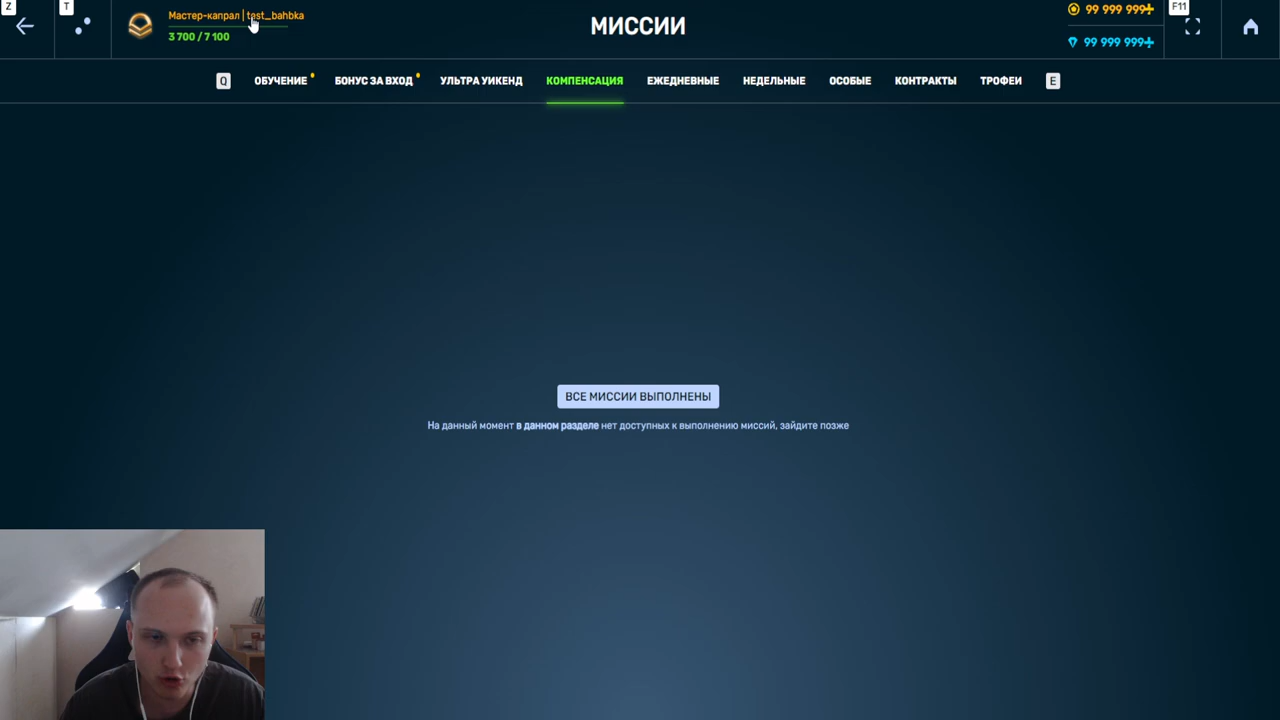 Z
T
Мастер-капрал | tast_bahbka
3 700 / 7 100
МИССИИ
99 999 999+
99 999 999+
F11
Q
ОБУЧЕНИЕ
БОНУС ЗА ВХОД
УЛЬТРА УИКЕНД
КОМПЕНСАЦИЯ
ЕЖЕДНЕВНЫЕ
НЕДЕЛЬНЫЕ
ОСОБЫЕ
КОНТРАКТЫ
ТРОФЕИ
E
ВСЕ МИССИИ ВЫПОЛНЕНЫ
На данный момент в данном разделе нет доступных к выполнению миссий, зайдите позже